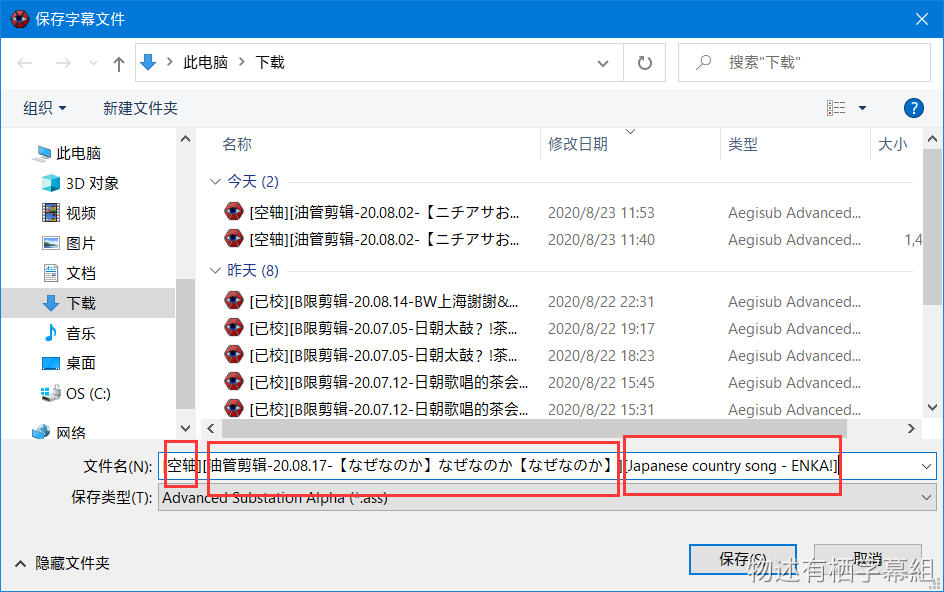 保存字幕文件
此电脑 下载
搜索"下载"
组织 新建文件夹
名称 修改日期 类型 大小
此电脑
3D 对象
视频
图片
文档
下载
音乐
桌面
OS (C:)
网络
今天 (2)
[空轴][油管剪辑-20.08.02-【ニチアサお... 2020/8/23 11:53 Aegisub Advanced...
[空轴][油管剪辑-20.08.02-【ニチアサお... 2020/8/23 11:40 Aegisub Advanced... 1,4
昨天 (8)
[已校][B限剪辑-20.08.14-BW上海謝謝&... 2020/8/22 22:31 Aegisub Advanced...
[已校][B限剪辑-20.07.05-日朝太鼓？!茶... 2020/8/22 19:17 Aegisub Advanced...
[已校][B限剪辑-20.07.05-日朝太鼓？!茶... 2020/8/22 18:23 Aegisub Advanced...
[已校][B限剪辑-20.07.12-日朝歌唱的茶会... 2020/8/22 15:45 Aegisub Advanced...
[已校][B限剪辑-20.07.12-日朝歌唱的茶会... 2020/8/22 15:31 Aegisub Advanced...
文件名(N): [空轴][油管剪辑-20.08.17-【なぜなのか】なぜなのか【なぜなのか】][Japanese country song - ENKA!]
保存类型(T): Advanced Substation Alpha (*.ass)
隐藏文件夹
保存(S) 取消
物述有栖字幕組